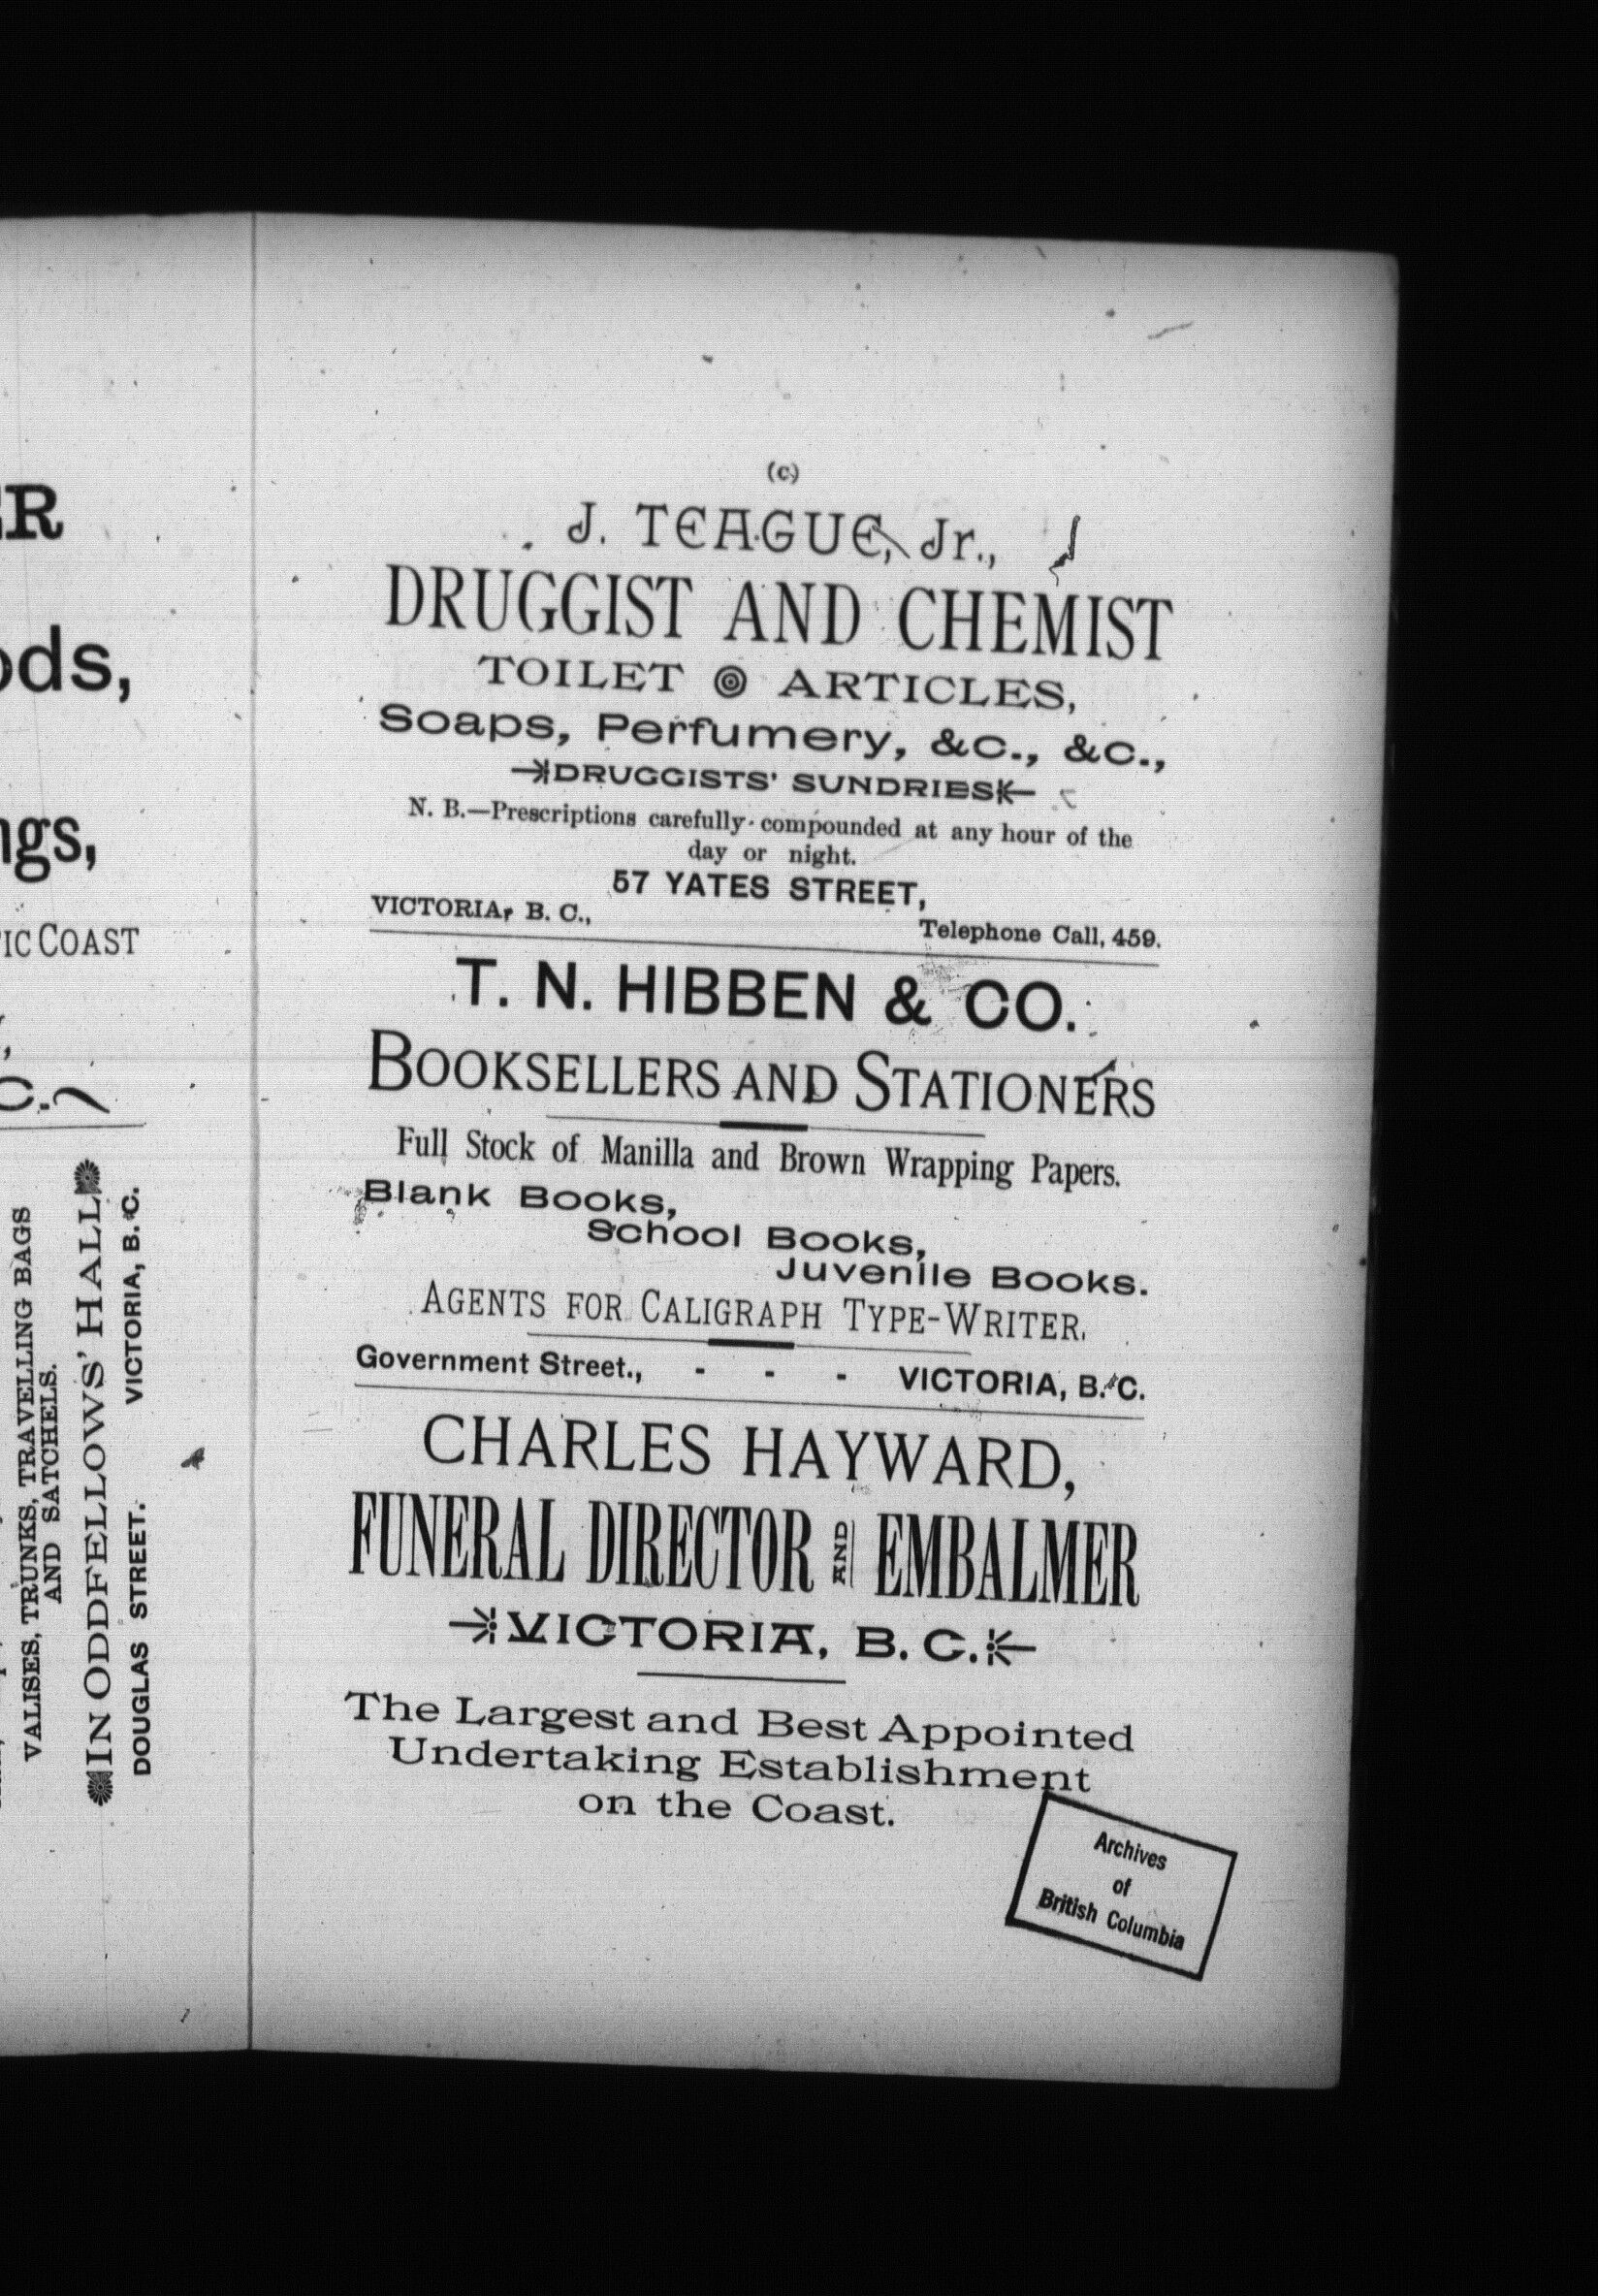 (c)
J. TEAGUE, Jr.,
DRUGGIST AND CHEMIST
TOILET ARTICLES,
Soaps, Perfumery, &c., &c.,
DRUGGISTS' SUNDRIES
N. B.—Prescriptions carefully compounded at any hour of the
day or night.
57 YATES STREET,
VICTORIA, B. C.,
Telephone Call, 459.
T. N. HIBBEN & CO.
BOOKSELLERS AND STATIONERS
Full Stock of Manilla and Brown Wrapping Papers.
Blank Books,
School Books,
Juvenile Books.
AGENTS FOR CALIGRAPH TYPE-WRITER.
Government Street., - - - VICTORIA, B. C.
CHARLES HAYWARD,
FUNERAL DIRECTOR AND EMBALMER
VICTORIA, B. C.
The Largest and Best Appointed
Undertaking Establishment
on the Coast.
Archives
of
British Columbia
ods,
ngs,
IC COAST
C.
VALISES, TRUNKS, TRAVELLING BAGS
AND SATCHELS.
IN ODDFELLOWS' HALL
DOUGLAS STREET. VICTORIA, B. C.